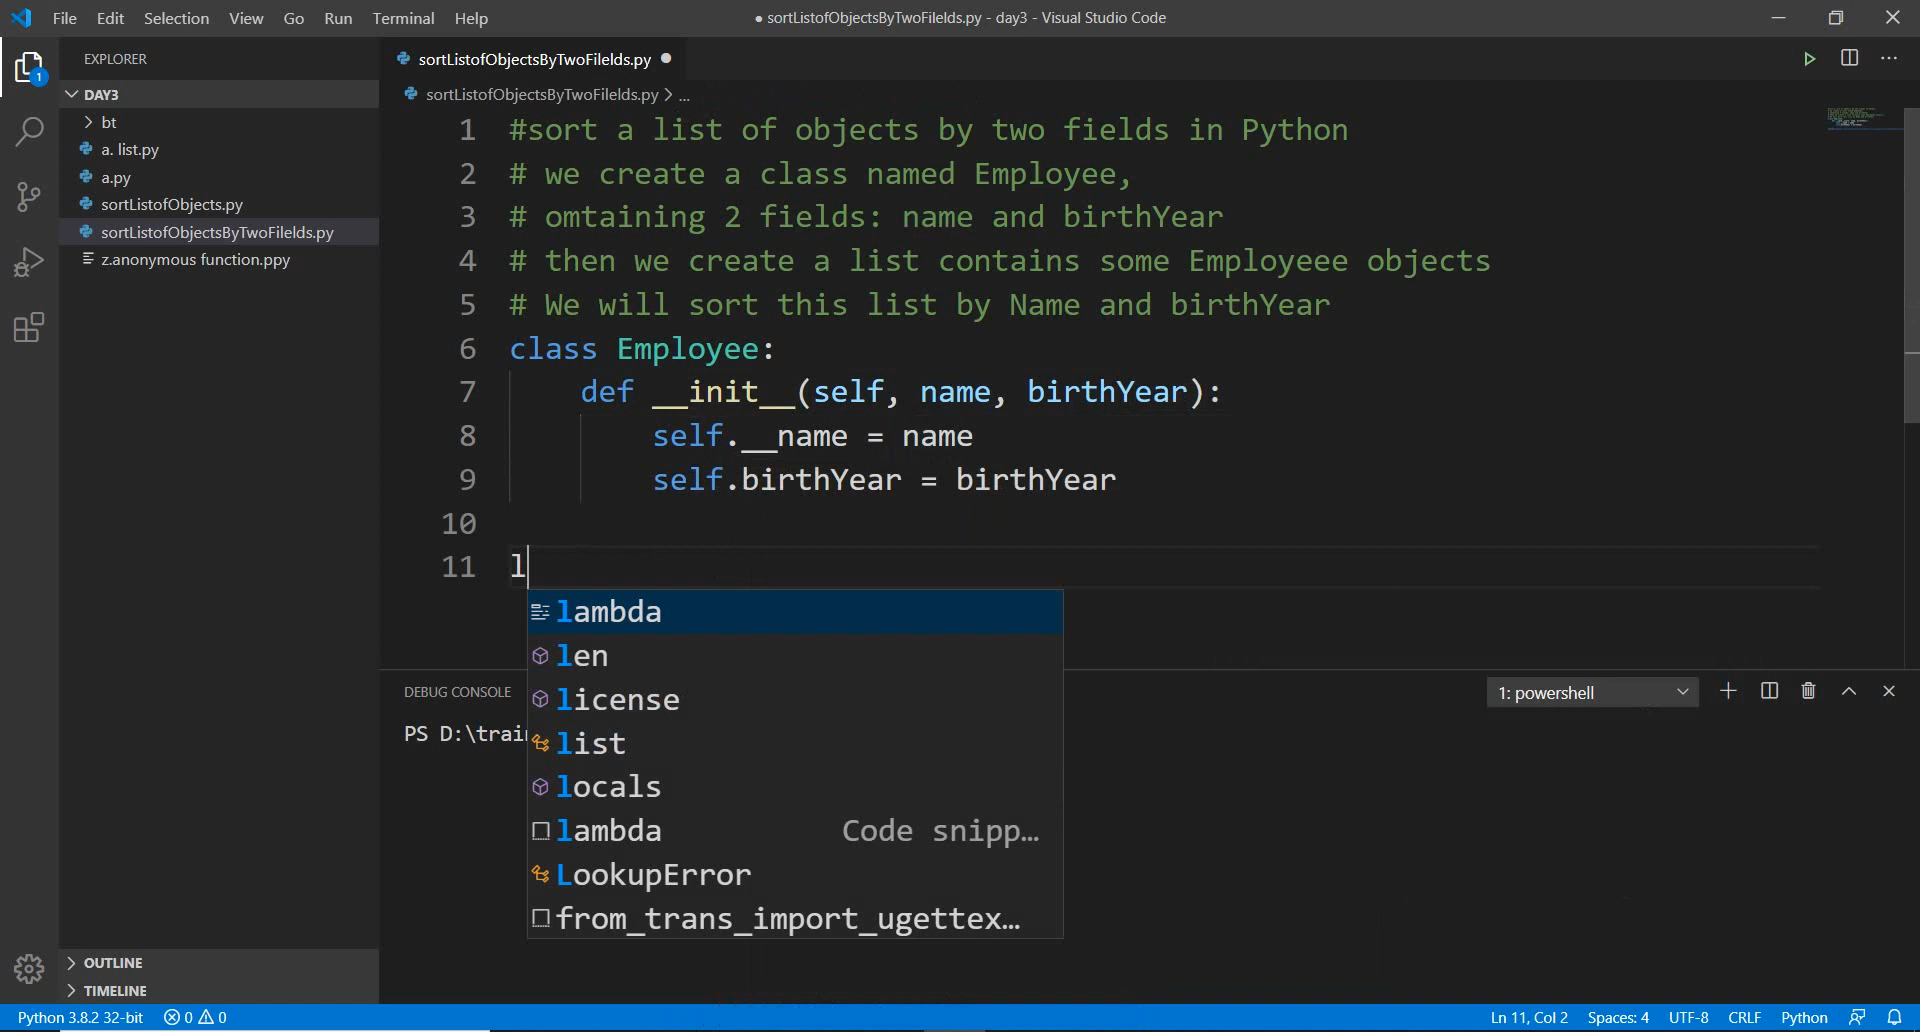 File Edit Selection View Go Run Terminal Help
● sortListofObjectsByTwoFilelds.py - day3 - Visual Studio Code
EXPLORER
1
DAY3
bt
a. list.py
a.py
sortListofObjects.py
sortListofObjectsByTwoFilelds.py
z.anonymous function.ppy
OUTLINE
TIMELINE
sortListofObjectsByTwoFilelds.py
sortListofObjectsByTwoFilelds.py > ...
1 #sort a list of objects by two fields in Python
2 # we create a class named Employee,
3 # omtaining 2 fields: name and birthYear
4 # then we create a list contains some Employeee objects
5 # We will sort this list by Name and birthYear
6 class Employee:
7 def __init__(self, name, birthYear):
8 self.__name = name
9 self.birthYear = birthYear
10
11 l
lambda
len
license
list
locals
lambda Code snipp...
LookupError
from_trans_import_ugettex...
DEBUG CONSOLE
1: powershell
PS D:\trai
Python 3.8.2 32-bit 0 0
Ln 11, Col 2 Spaces: 4 UTF-8 CRLF Python